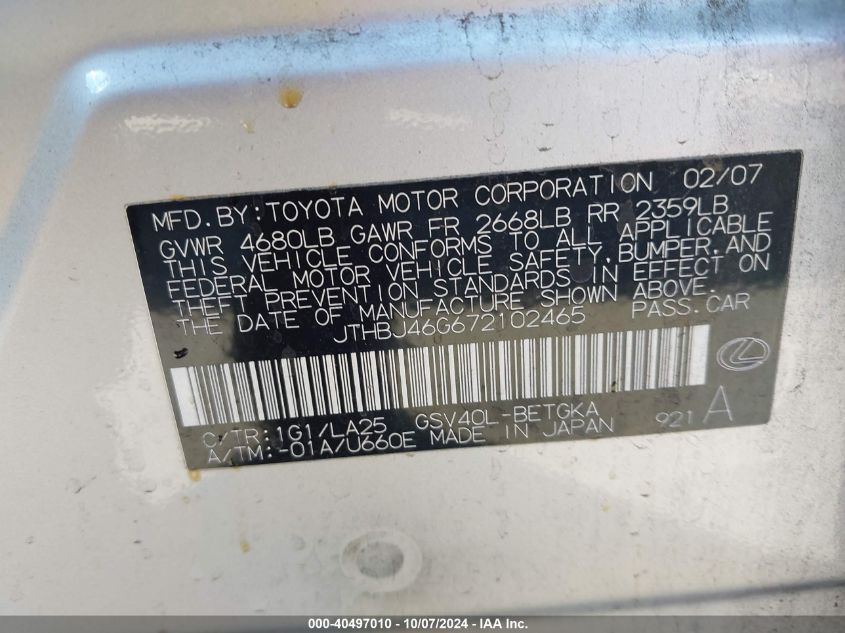 MFD.BY:TOYOTA MOTOR CORPORATION 02/07
GVWR 4680LB GAWR FR 2668LB RR 2359LB
THIS VEHICLE CONFORMS TO ALL APPLICABLE
FEDERAL MOTOR VEHICLE SAFETY,BUMPER,AND
THEFT PREVENTION STANDARDS IN EFFECT ON
THE DATE OF MANUFACTURE SHOWN ABOVE.
JTHBJ46G672102465 PASS.CAR
C/TR:1G1/LA25 GSV40L-BETGKA
A/TM:-01A/U660E MADE IN JAPAN 921 A
000-40497010 - 10/07/2024 - IAA Inc.